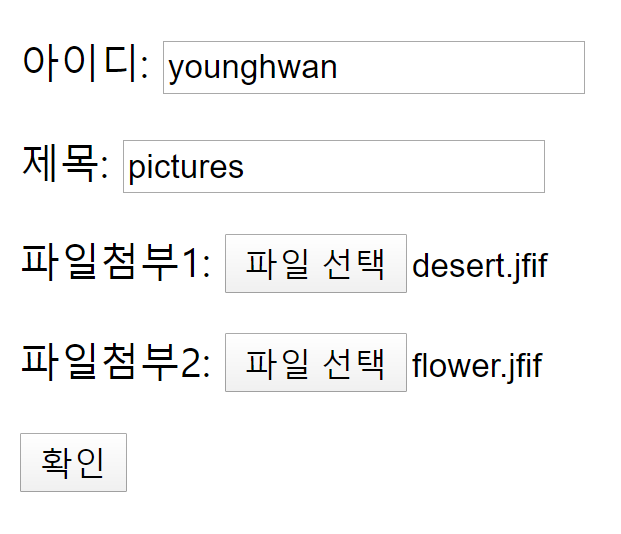 아이디: younghwan
제목: pictures
파일첨부1: 파일 선택 desert.jfif
파일첨부2: 파일 선택 flower.jfif
확인